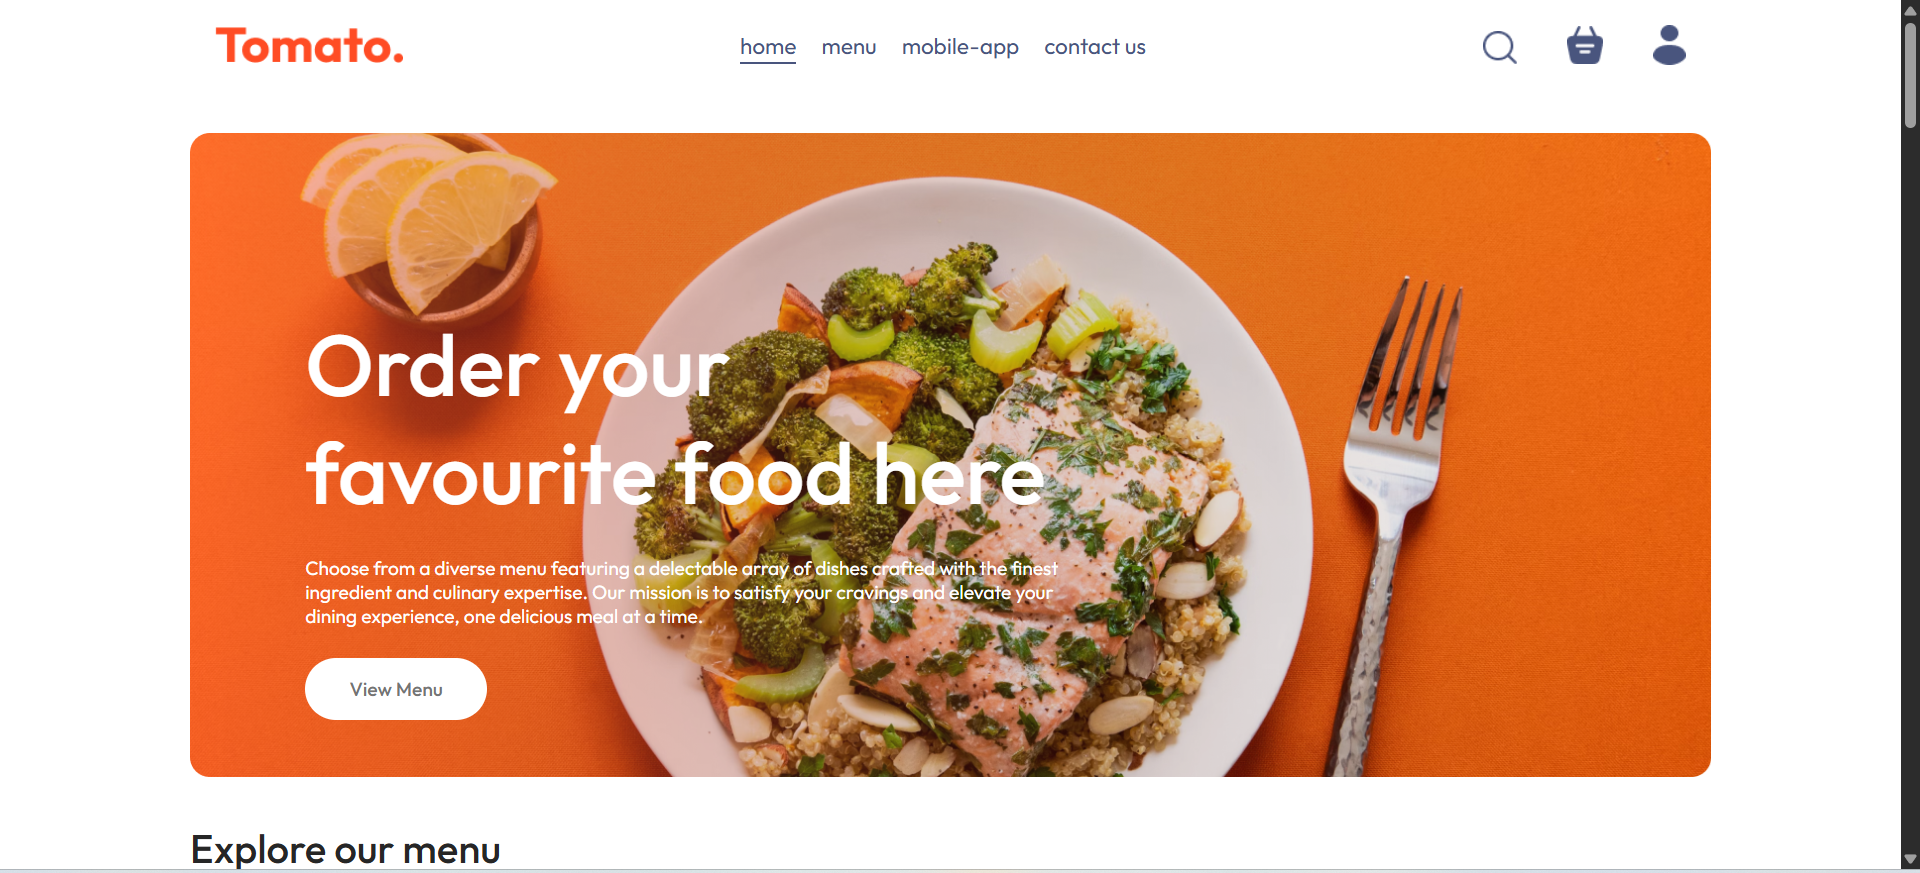 Tomato.
home menu mobile-app contact us
Order your
favourite food here
Choose from a diverse menu featuring a delectable array of dishes crafted with the finest
ingredient and culinary expertise. Our mission is to satisfy your cravings and elevate your
dining experience, one delicious meal at a time.
View Menu
Explore our menu